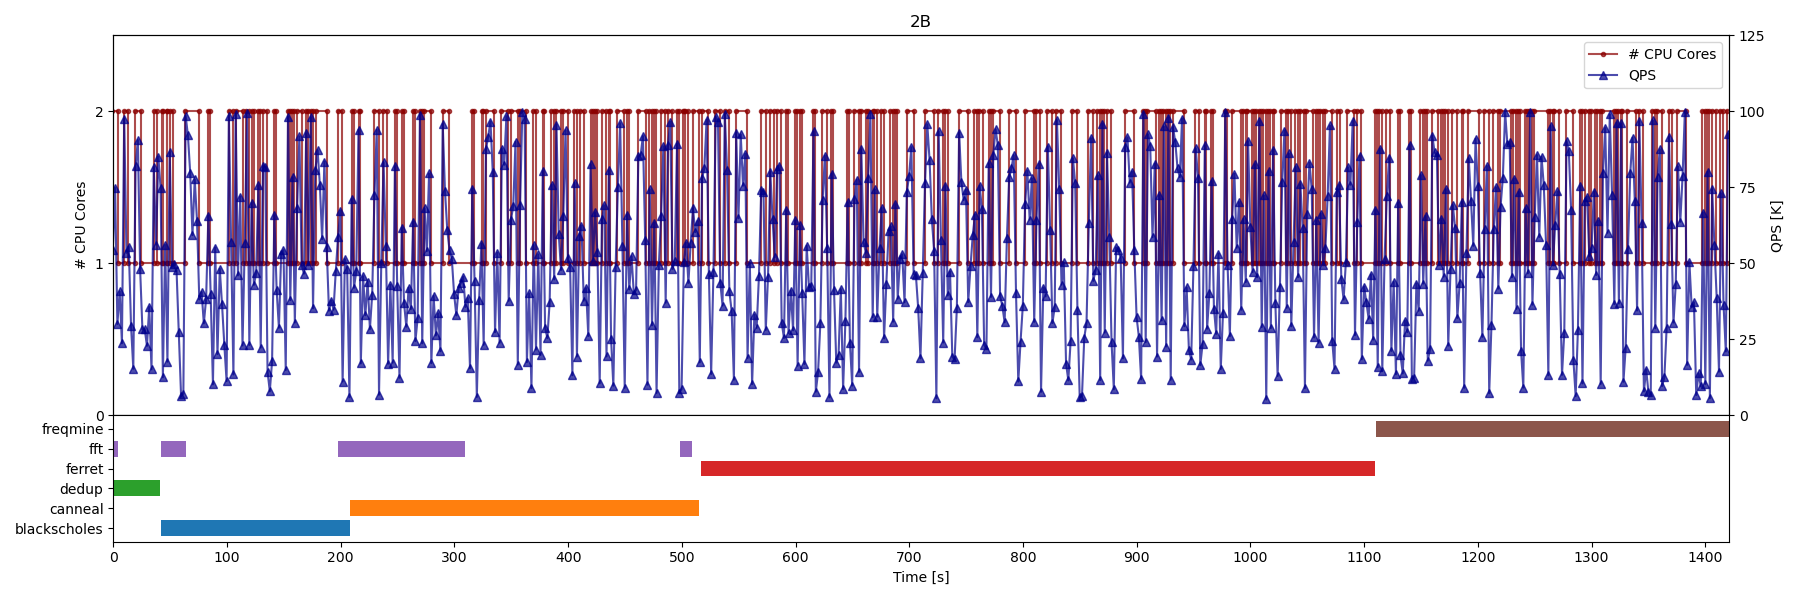 2B
# CPU Cores
QPS
2
1
0
# CPU Cores
125
100
75
50
25
0
QPS [K]
freqmine
fft
ferret
dedup
canneal
blackscholes
0 100 200 300 400 500 600 700 800 900 1000 1100 1200 1300 1400
Time [s]